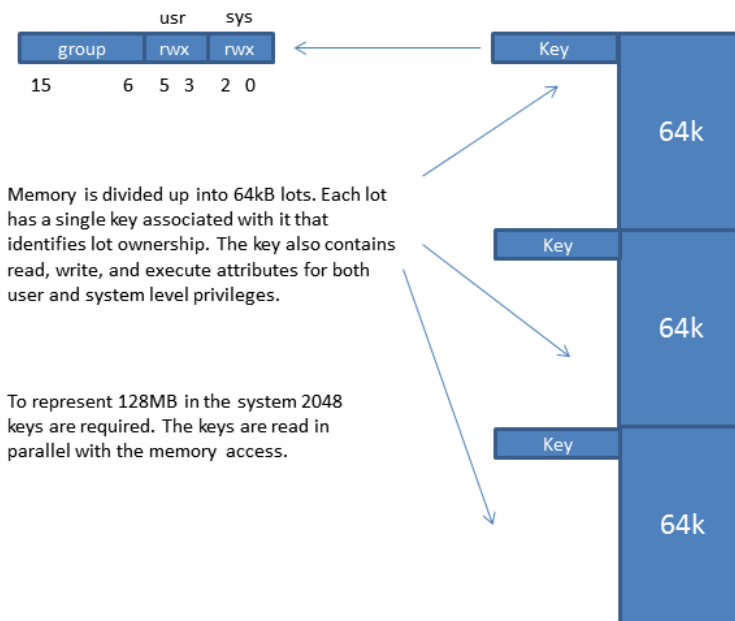 usr sys
group rwx rwx
15 6 5 3 2 0
Key
64k
Memory is divided up into 64kB lots. Each lot
has a single key associated with it that
identifies lot ownership. The key also contains
read, write, and execute attributes for both
user and system level privileges.
Key
64k
To represent 128MB in the system 2048
keys are required. The keys are read in
parallel with the memory access.
Key
64k